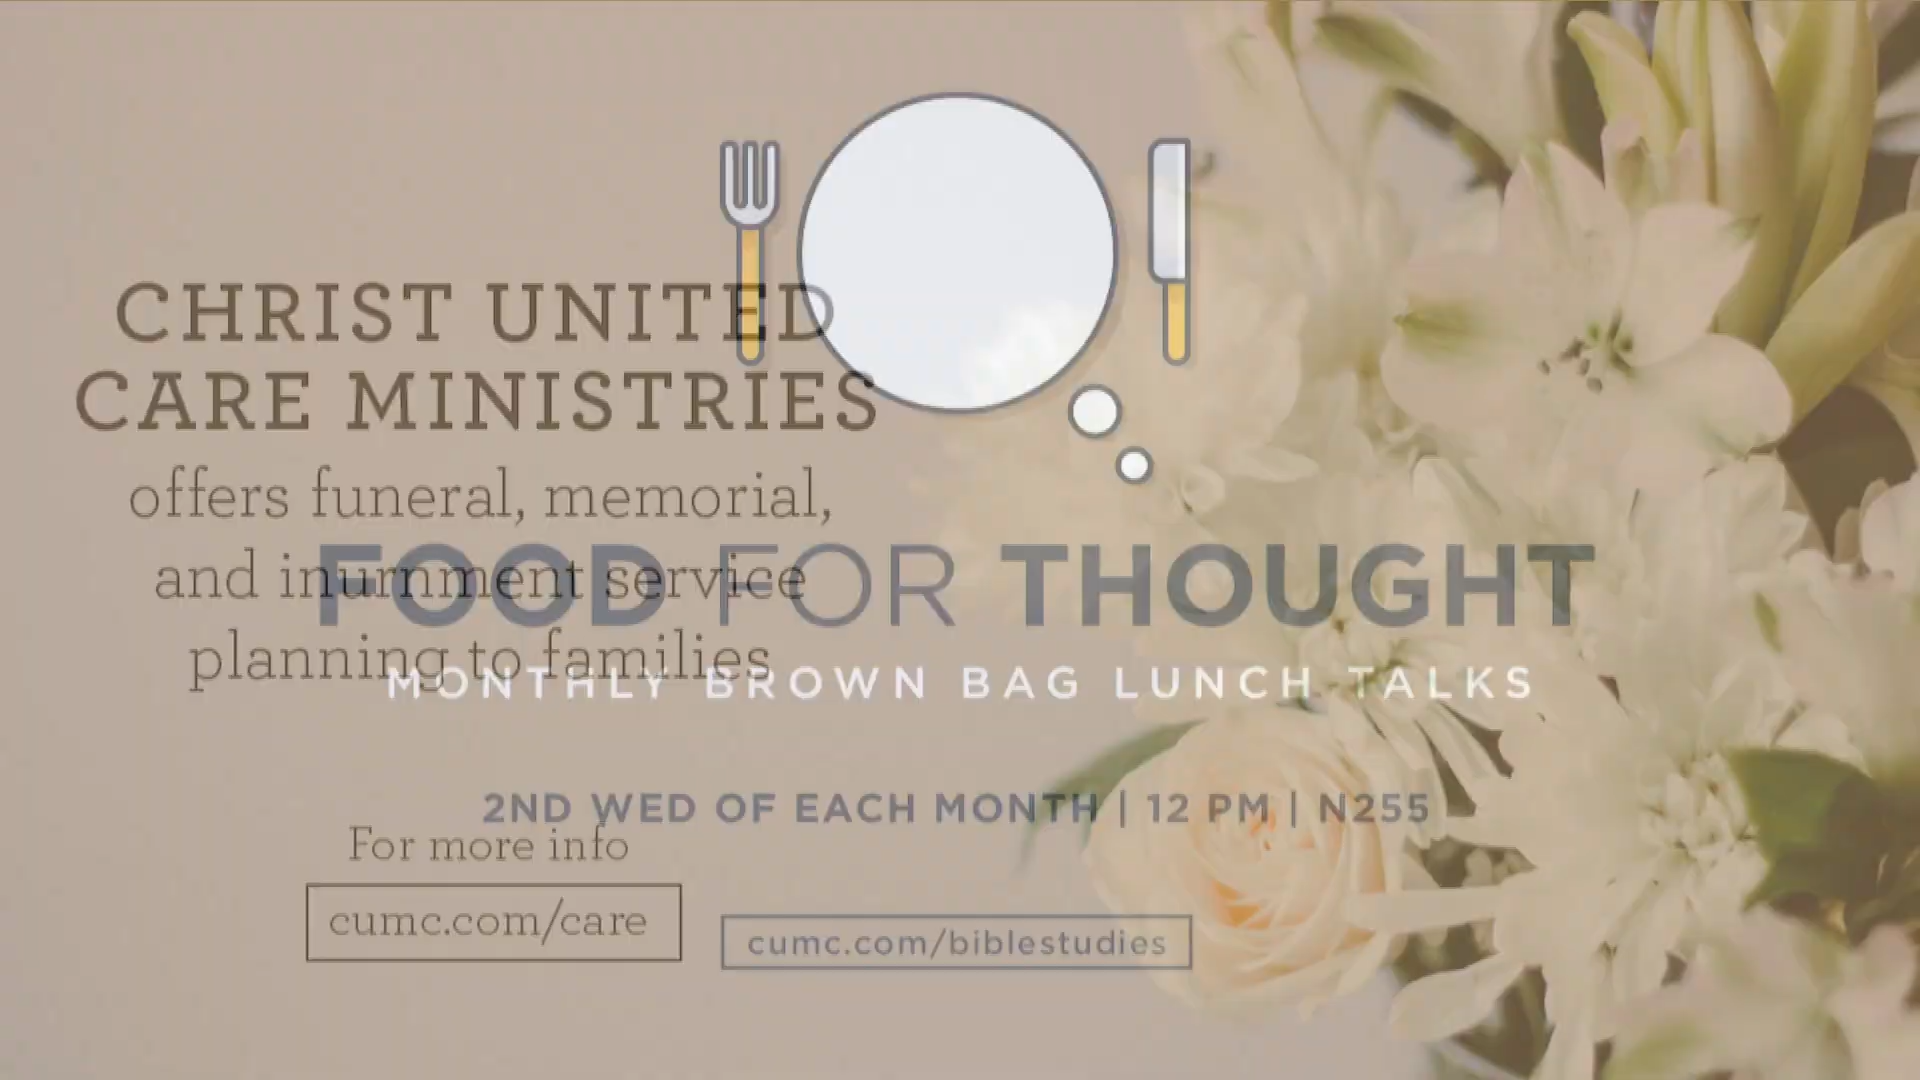 CHRIST UNITED
CARE MINISTRIES
offers funeral, memorial,
and inurnment service
planning to families
For more info
cumc.com/care
FOOD FOR THOUGHT
MONTHLY BROWN BAG LUNCH TALKS
2ND WED OF EACH MONTH | 12 PM | N255
cumc.com/biblestudies